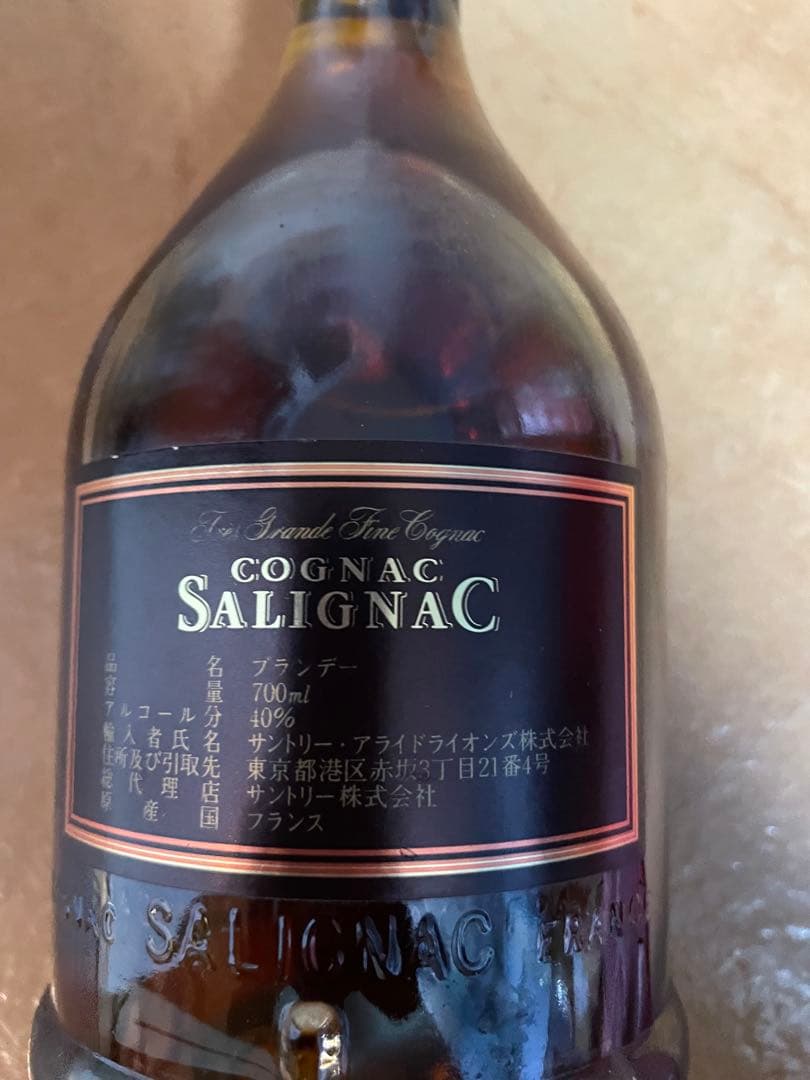 Très Grande Fine Cognac
COGNAC
SALIGNAC
品名 ブランデー
容量 700ml
アルコール分 40%
輸入者氏名 サントリー・アライドライオンズ株式会社
住所及び引取先 東京都港区赤坂3丁目21番4号
総代理店 サントリー株式会社
原産国 フランス
SALIGNAC